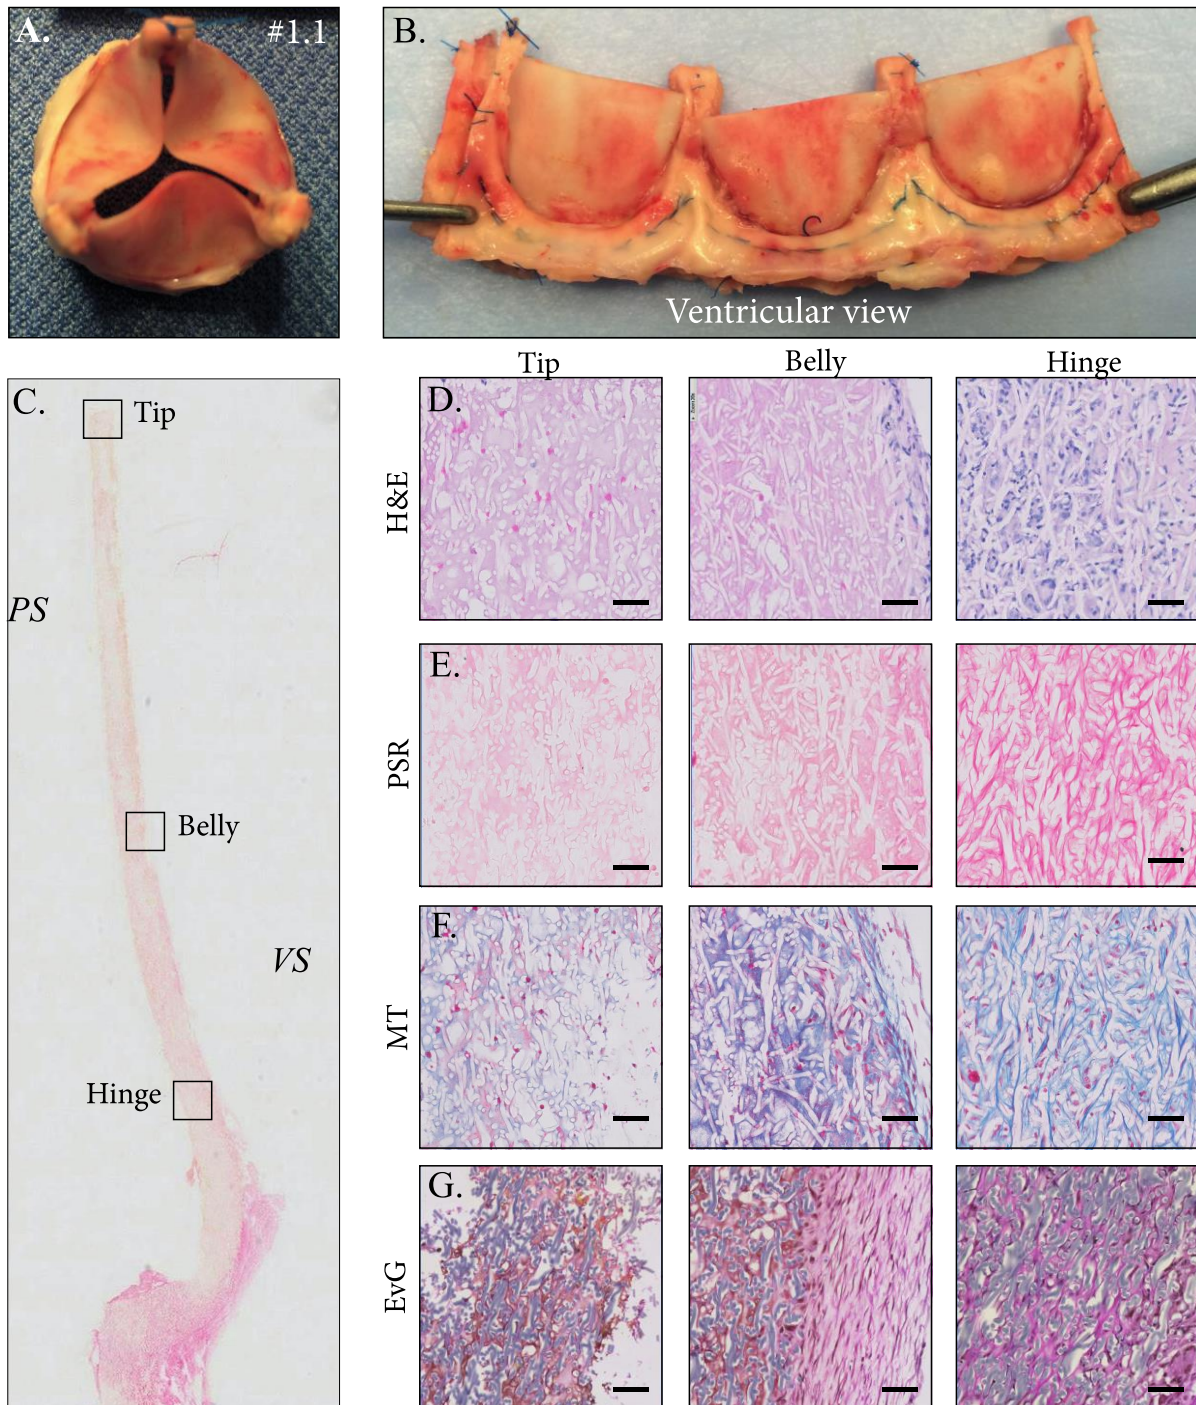 A. #1.1
B.
Ventricular view
Tip Belly Hinge
C.
Tip
PS
Belly
VS
Hinge
D.
H&E
E.
PSR
F.
MT
G.
EvG